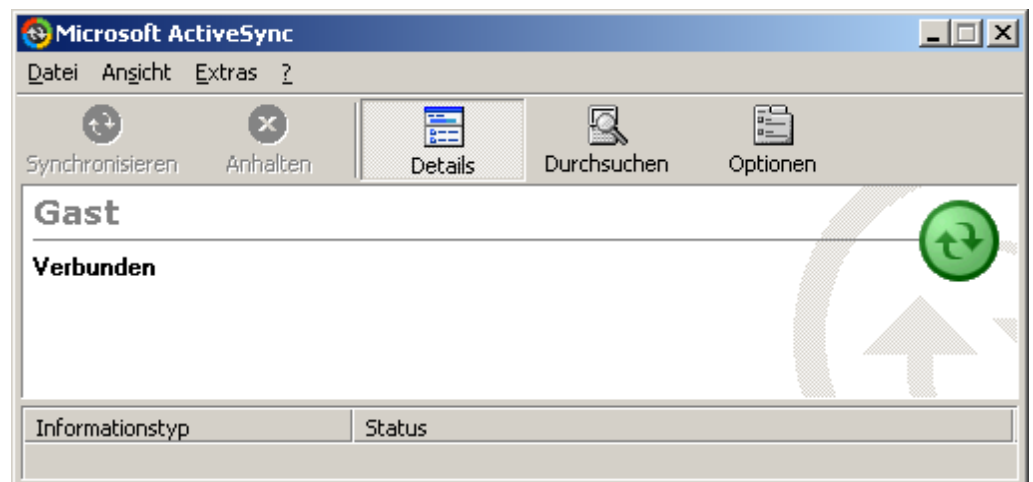 Microsoft ActiveSync
Datei Ansicht Extras ?
Synchronisieren Anhalten Details Durchsuchen Optionen
Gast
Verbunden
Informationstyp Status